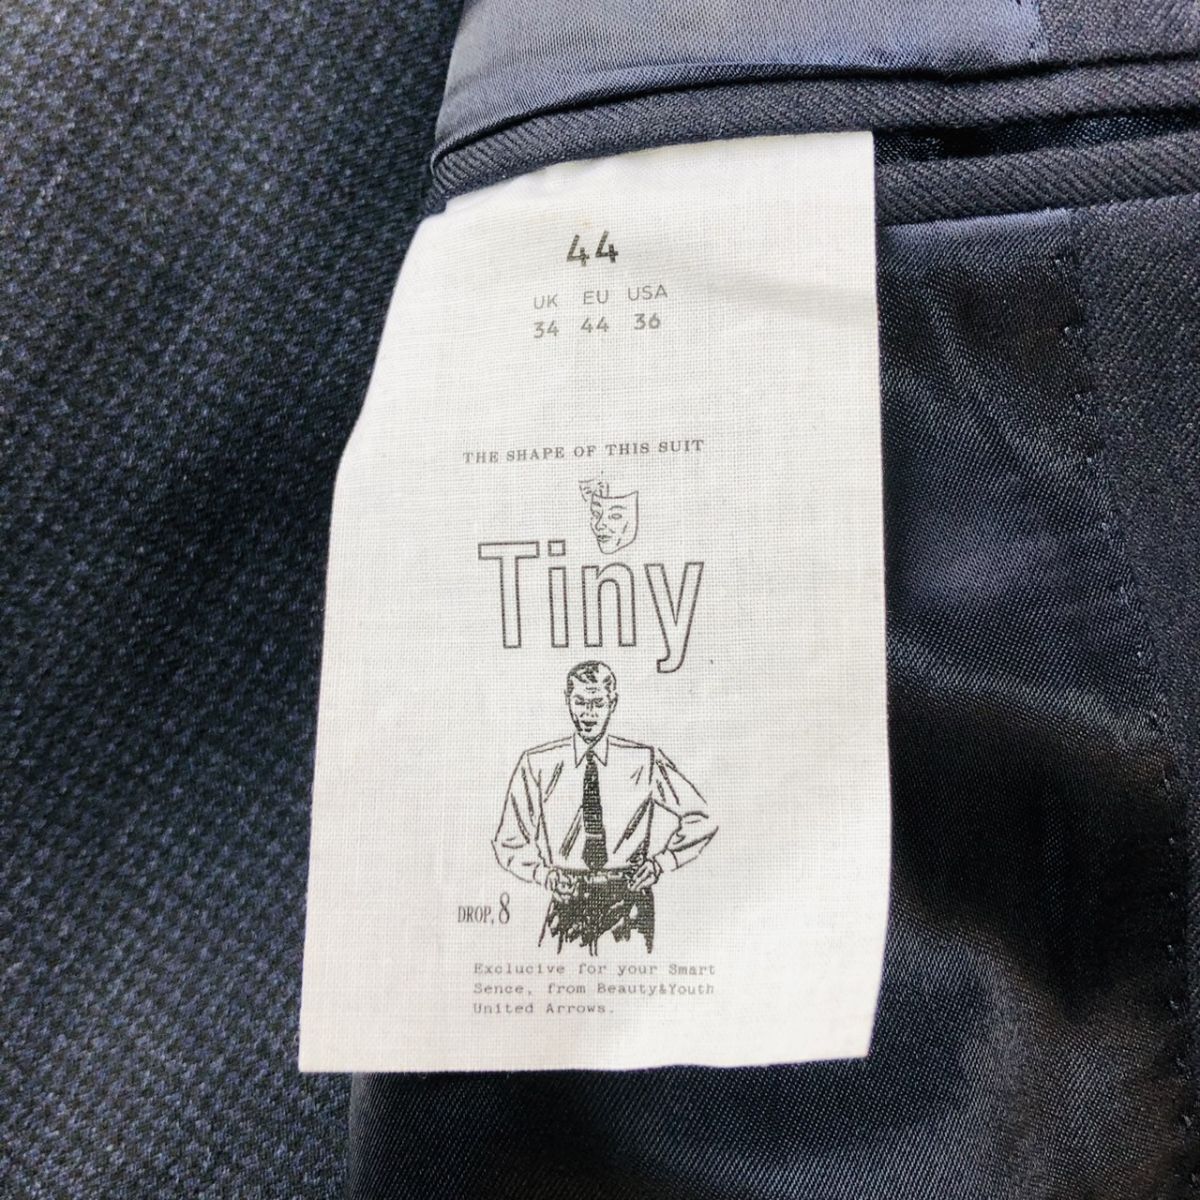 44
UK EU USA
34 44 36
THE SHAPE OF THIS SUIT
Tiny
DROP, 8
Exclucive for your Smart
Sence, from Beauty&Youth
United Arrows.